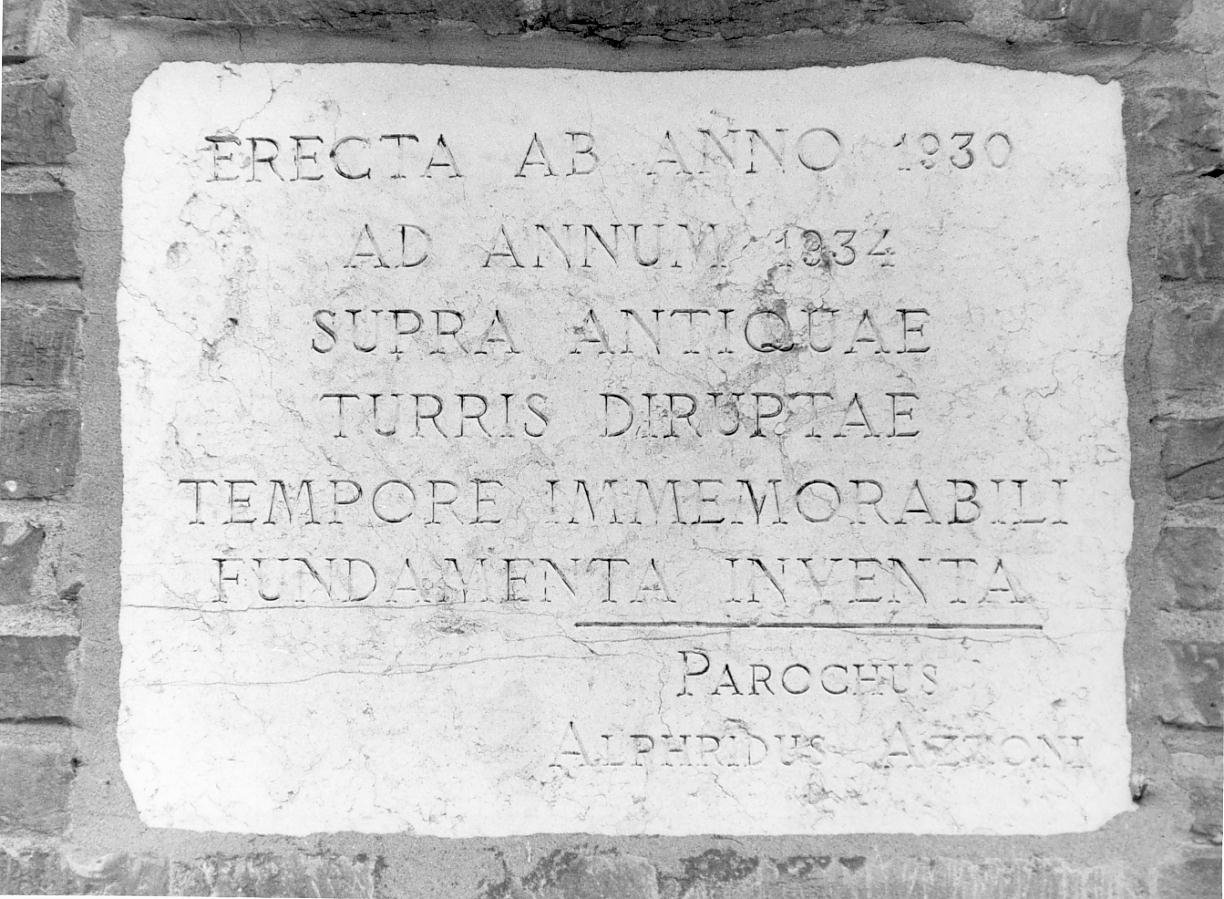 ERECTA AB ANNO 1930
AD ANNUM 1934
SUPRA ANTIQUAE
TURRIS DIRUPTAE
TEMPORE IMMEMORABILI
FUNDAMENTA INVENTA
PAROCHUS
ALPHRIDUS AZZONI